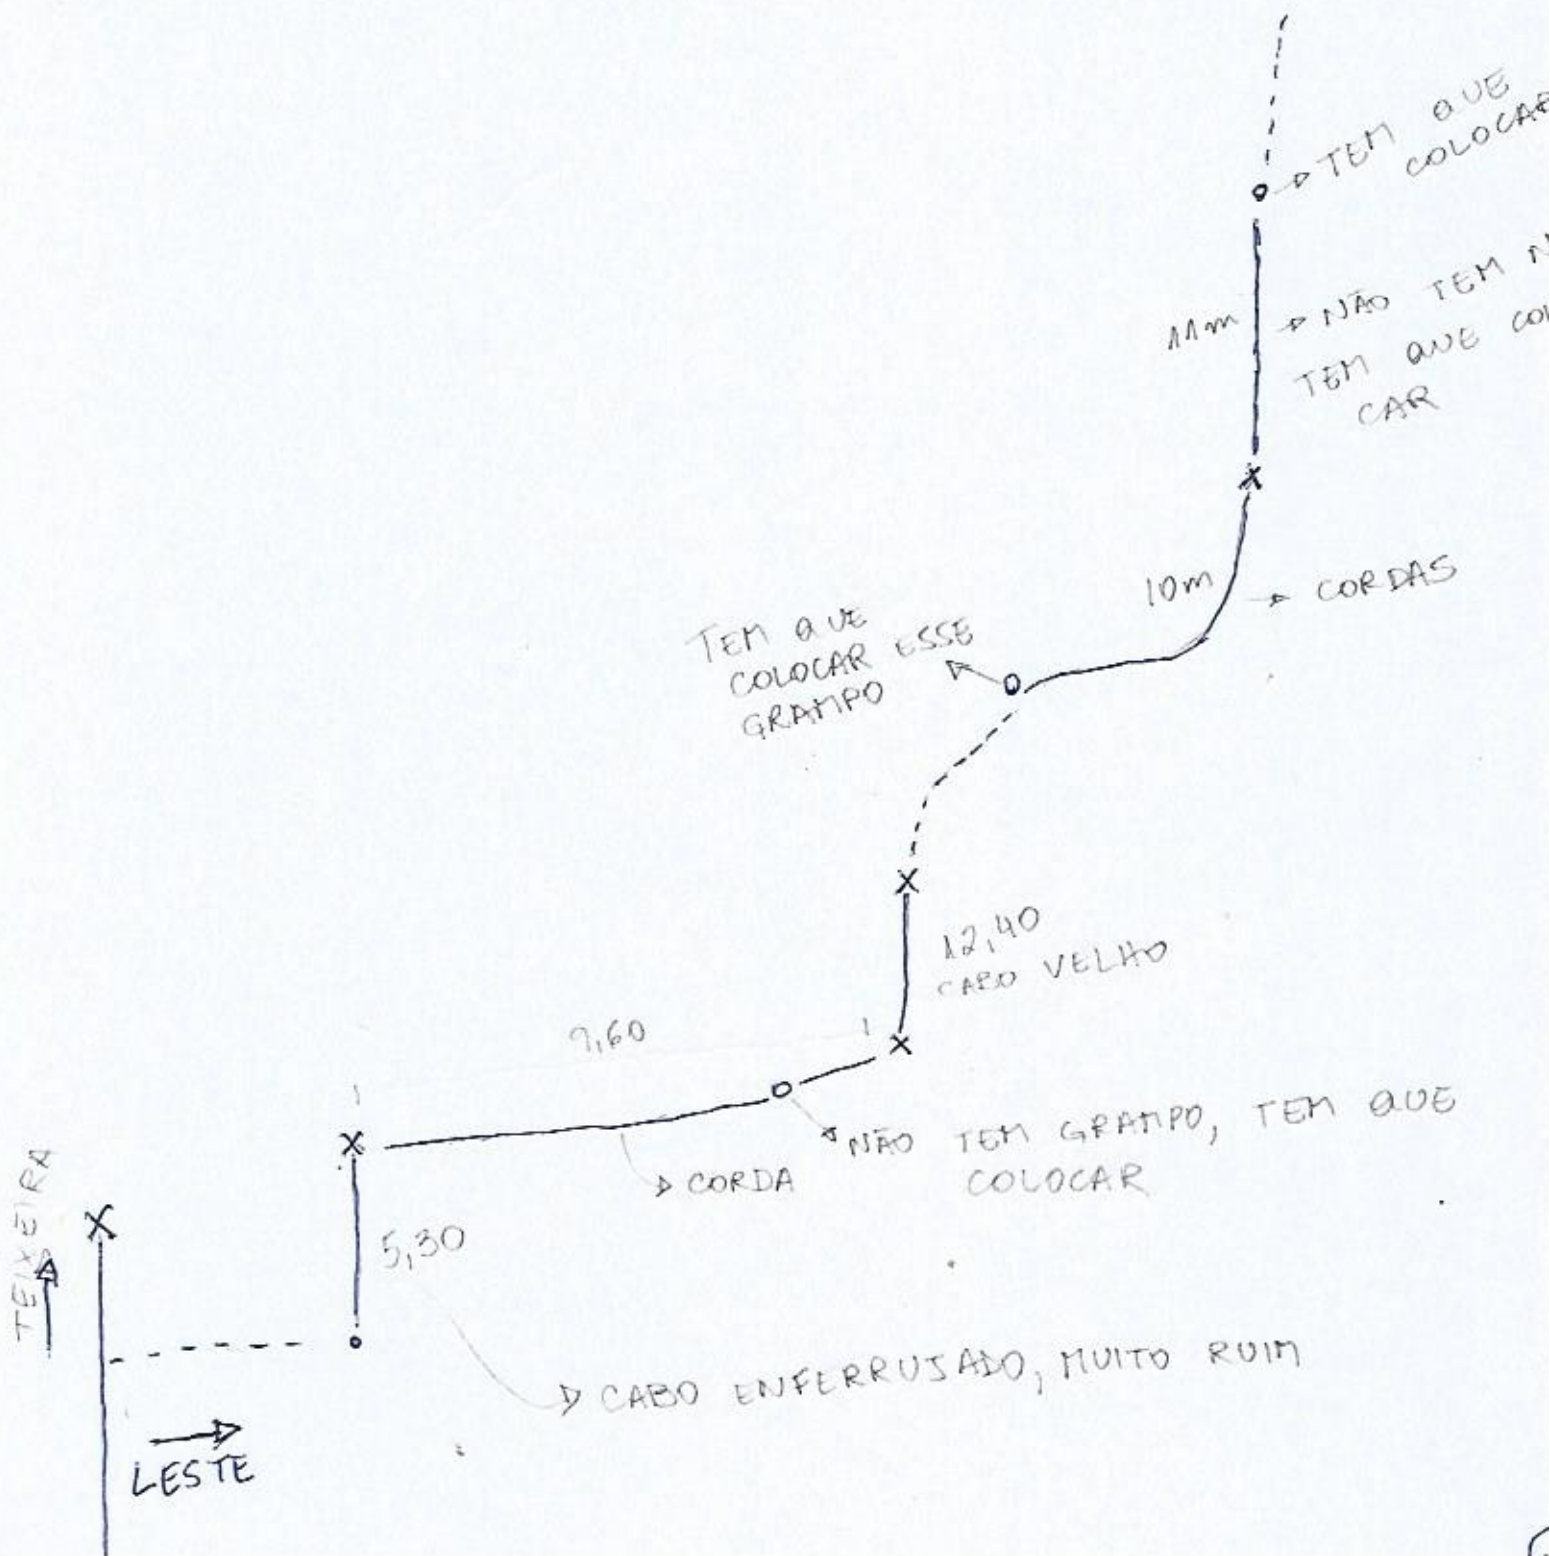 TEM QUE
COLOCAR
11m
NÃO TEM
TEM QUE
CAR
10m
CORDAS
TEM QUE
COLOCAR ESSE
GRAMPO
12,40
CABO VELHO
9,60
NÃO TEM GRAMPO, TEM QUE
COLOCAR
CORDA
TEIXEIRA
5,30
CABO ENFERRUJADO, MUITO RUIM
LESTE